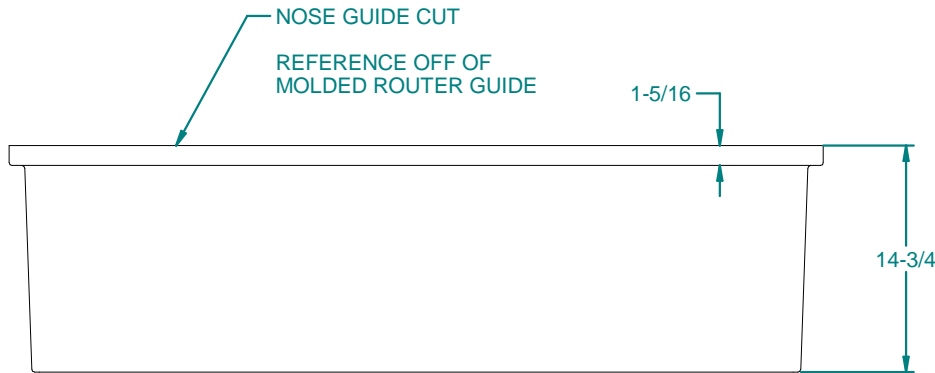 NOSE GUIDE CUT
REFERENCE OFF OF
MOLDED ROUTER GUIDE
1-5/16
14-3/4